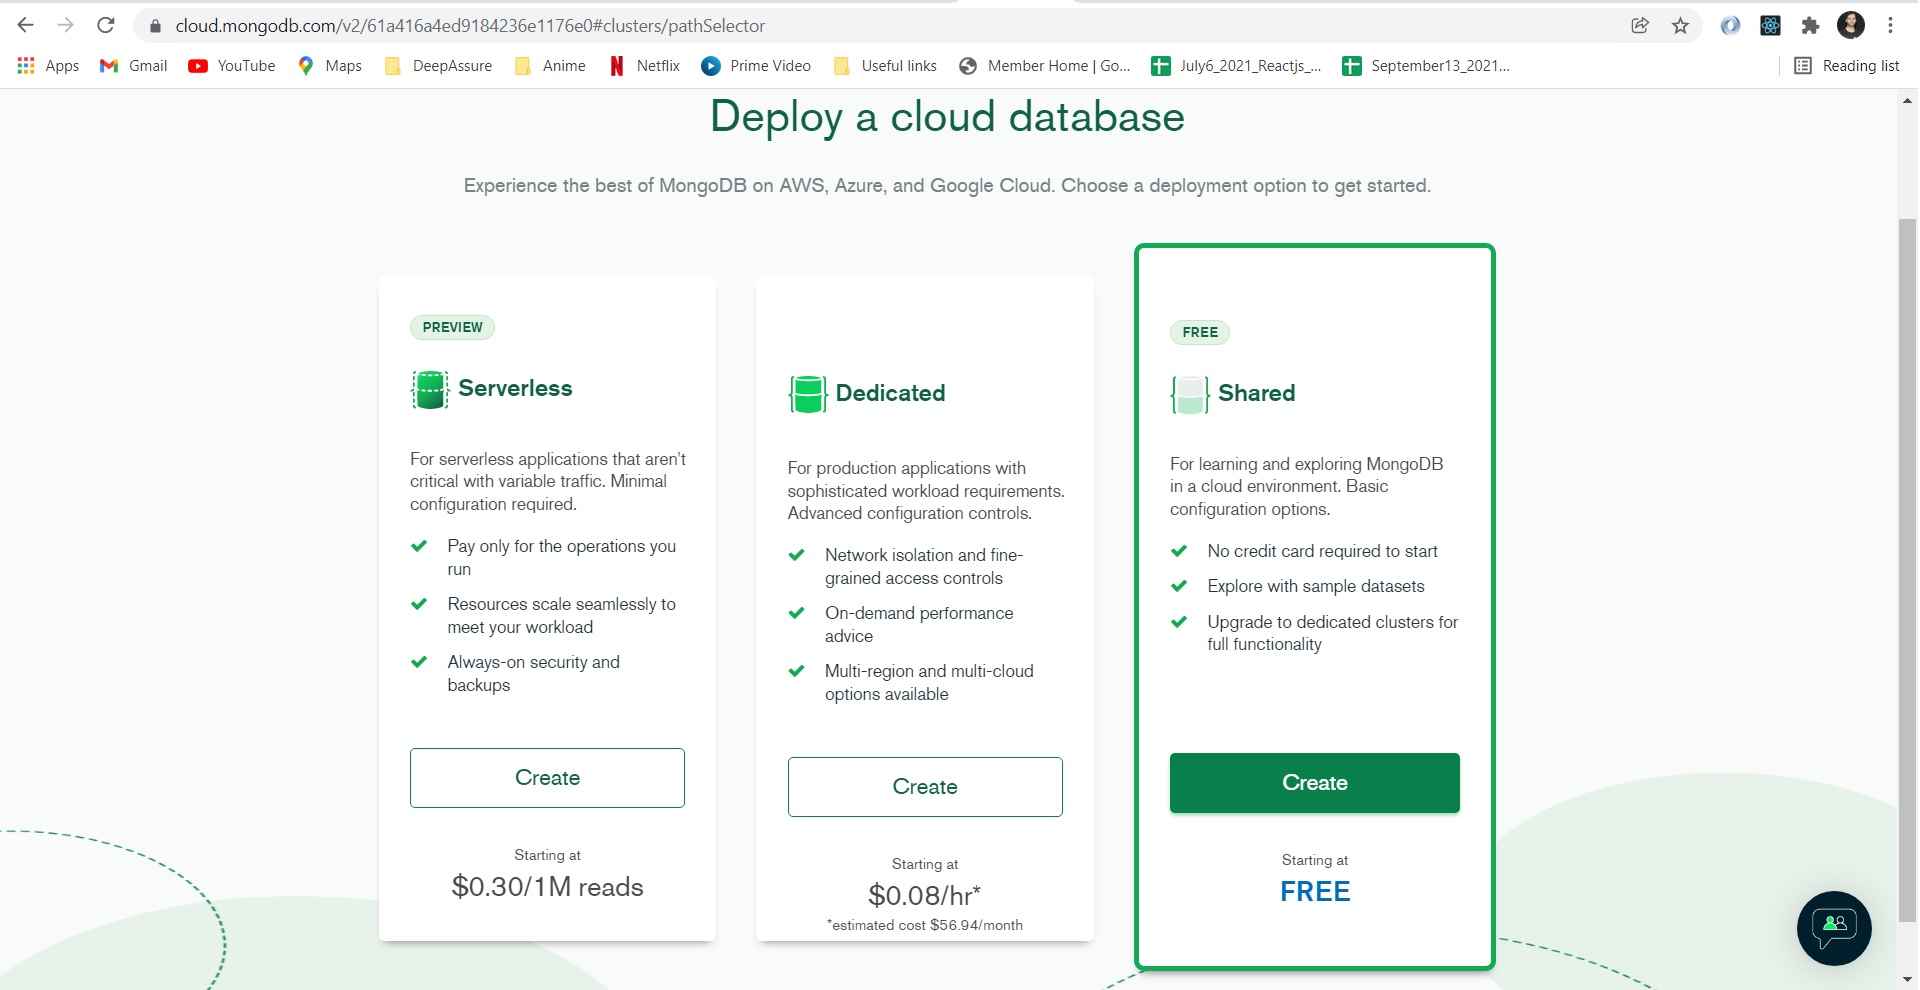 cloud.mongodb.com/v2/61a416a4ed9184236e1176e0#clusters/pathSelector
Apps
Gmail
YouTube
Maps
DeepAssure
Anime
Netflix
Prime Video
Useful links
Member Home | Go...
July6_2021_Reactjs_...
September13_2021...
Reading list
Deploy a cloud database
Experience the best of MongoDB on AWS, Azure, and Google Cloud. Choose a deployment option to get started.
PREVIEW
Serverless
For serverless applications that aren't
critical with variable traffic. Minimal
configuration required.
Pay only for the operations you
run
Resources scale seamlessly to
meet your workload
Always-on security and
backups
Create
Starting at
$0.30/1M reads
Dedicated
For production applications with
sophisticated workload requirements.
Advanced configuration controls.
Network isolation and fine-
grained access controls
On-demand performance
advice
Multi-region and multi-cloud
options available
Create
Starting at
$0.08/hr*
*estimated cost $56.94/month
FREE
Shared
For learning and exploring MongoDB
in a cloud environment. Basic
configuration options.
No credit card required to start
Explore with sample datasets
Upgrade to dedicated clusters for
full functionality
Create
Starting at
FREE